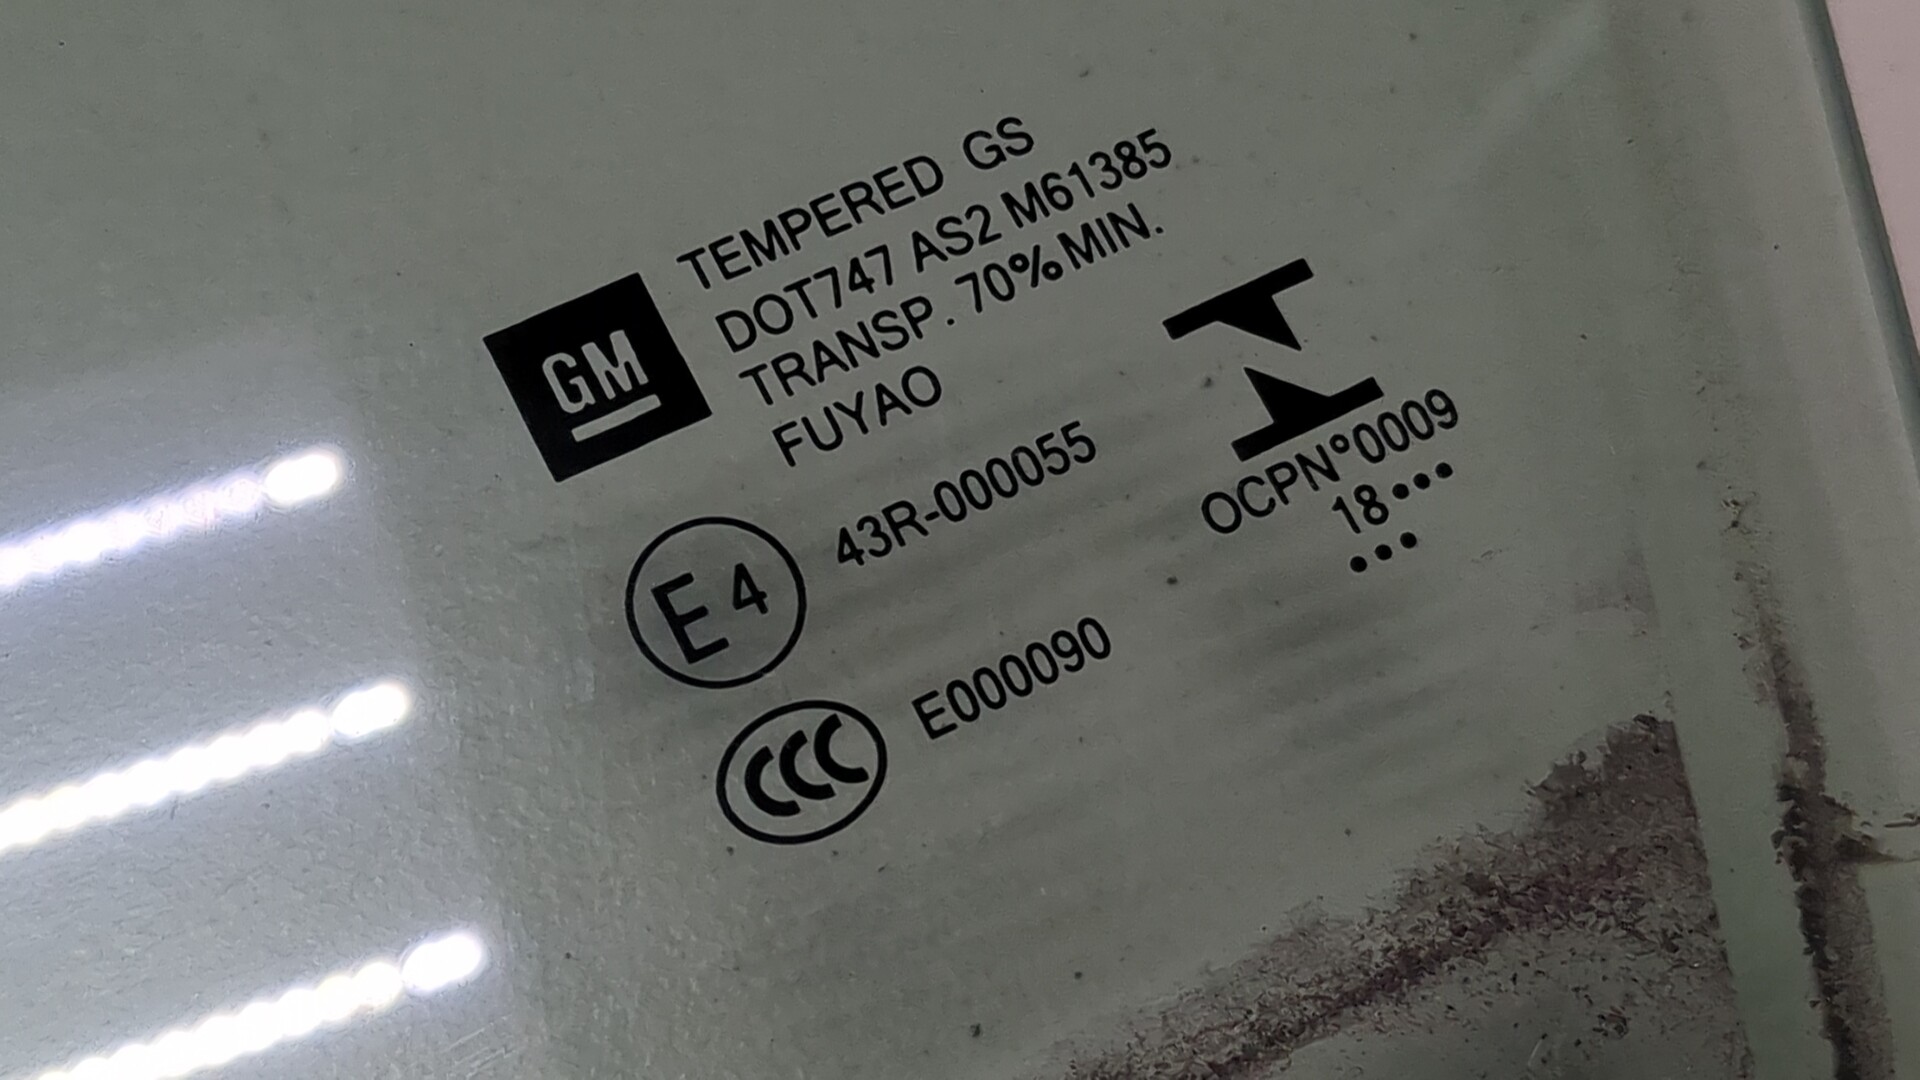 GM
TEMPERED GS
DOT747 AS2 M61385
TRANSP. 70% MIN.
FUYAO
E4
43R-000055
OCPN°0009
18•••
•••
CCC
E000090